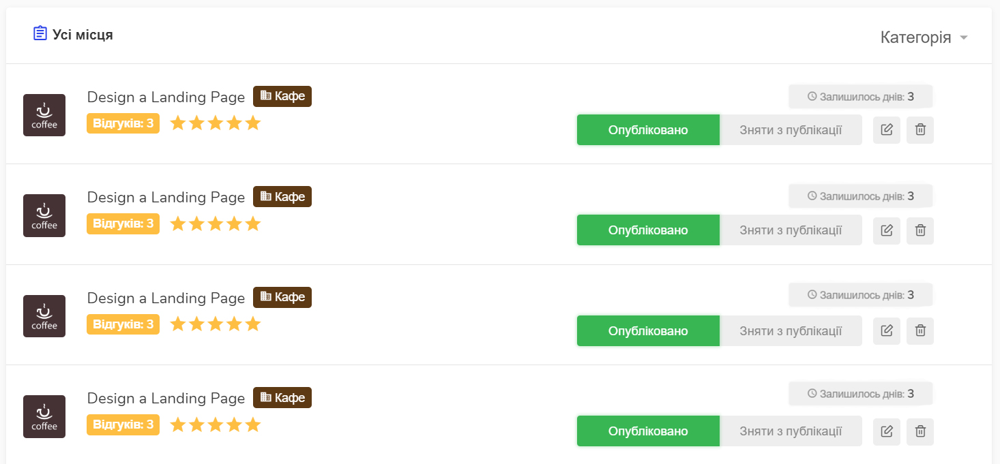 Усі місця
Категорія
Design a Landing Page Кафе
Залишилось днів: 3
coffee
Відгуків: 3
Опубліковано Зняти з публікації
Design a Landing Page Кафе
Залишилось днів: 3
coffee
Відгуків: 3
Опубліковано Зняти з публікації
Design a Landing Page Кафе
Залишилось днів: 3
coffee
Відгуків: 3
Опубліковано Зняти з публікації
Design a Landing Page Кафе
Залишилось днів: 3
coffee
Відгуків: 3
Опубліковано Зняти з публікації